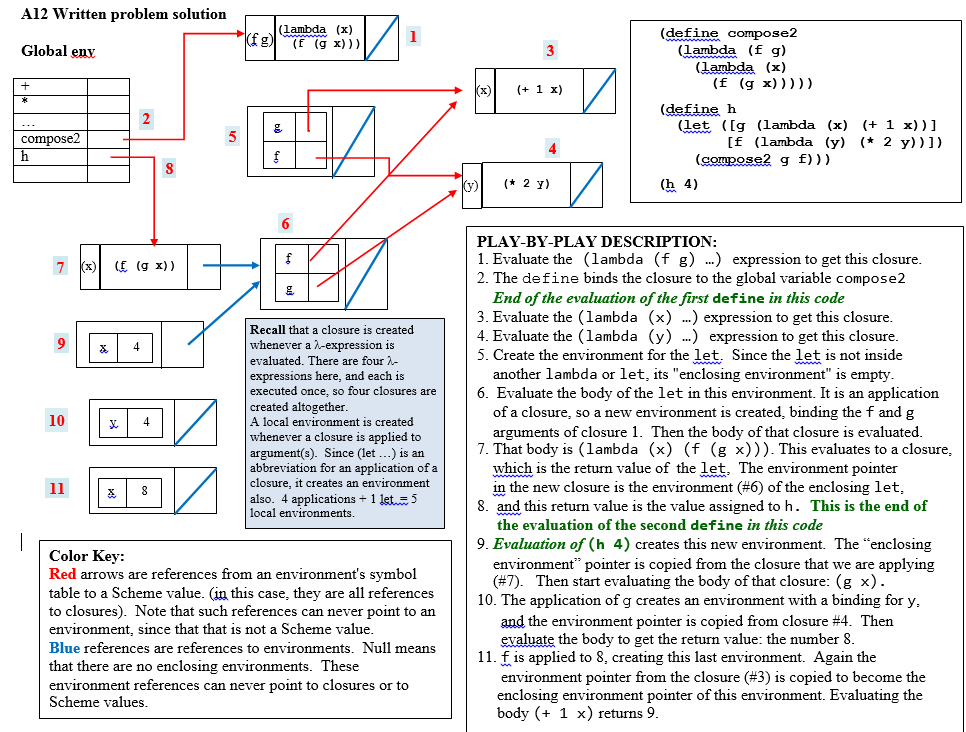 A12 Written problem solution
Global env
+
*
…
compose2
h
2
8
(f g)
(lambda (x)
(f (g x)))
1
3
(x)
(+ 1 x)
5
g
f
4
(y)
(* 2 y)
6
f
g
7
(x)
(f (g x))
9
x
4
10
y
4
11
x
8
(define compose2
(lambda (f g)
(lambda (x)
(f (g x)))))
(define h
(let ([g (lambda (x) (+ 1 x))]
[f (lambda (y) (* 2 y))])
(compose2 g f)))
(h 4)
Recall that a closure is created
whenever a λ-expression is
evaluated. There are four λ-
expressions here, and each is
executed once, so four closures are
created altogether.
A local environment is created
whenever a closure is applied to
argument(s). Since (let …) is an
abbreviation for an application of a
closure, it creates an environment
also. 4 applications + 1 let = 5
local environments.
Color Key:
Red arrows are references from an environment's symbol
table to a Scheme value. (in this case, they are all references
to closures). Note that such references can never point to an
environment, since that that is not a Scheme value.
Blue references are references to environments. Null means
that there are no enclosing environments. These
environment references can never point to closures or to
Scheme values.
PLAY-BY-PLAY DESCRIPTION:
1. Evaluate the (lambda (f g) …) expression to get this closure.
2. The define binds the closure to the global variable compose2
End of the evaluation of the first define in this code
3. Evaluate the (lambda (x) …) expression to get this closure.
4. Evaluate the (lambda (y) …) expression to get this closure.
5. Create the environment for the let. Since the let is not inside
another lambda or let, its "enclosing environment" is empty.
6. Evaluate the body of the let in this environment. It is an application
of a closure, so a new environment is created, binding the f and g
arguments of closure 1. Then the body of that closure is evaluated.
7. That body is (lambda (x) (f (g x))). This evaluates to a closure,
which is the return value of the let. The environment pointer
in the new closure is the environment (#6) of the enclosing let,
8. and this return value is the value assigned to h. This is the end of
the evaluation of the second define in this code
9. Evaluation of (h 4) creates this new environment. The “enclosing
environment” pointer is copied from the closure that we are applying
(#7). Then start evaluating the body of that closure: (g x).
10. The application of g creates an environment with a binding for y,
and the environment pointer is copied from closure #4. Then
evaluate the body to get the return value: the number 8.
11. f is applied to 8, creating this last environment. Again the
environment pointer from the closure (#3) is copied to become the
enclosing environment pointer of this environment. Evaluating the
body (+ 1 x) returns 9.